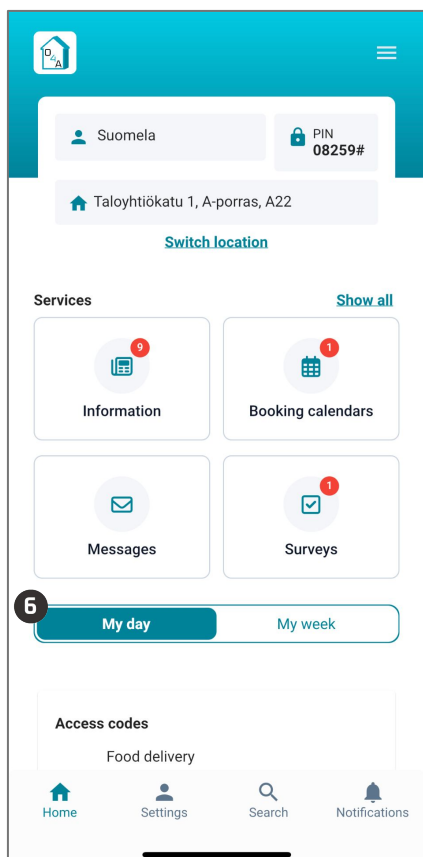 D
4
A
Suomela
PIN
08259#
Taloyhtiökatu 1, A-porras, A22
Switch location
Services
Show all
9
1
Information
Booking calendars
1
Messages
Surveys
6
My day
My week
Access codes
Food delivery
Home
Settings
Search
Notifications